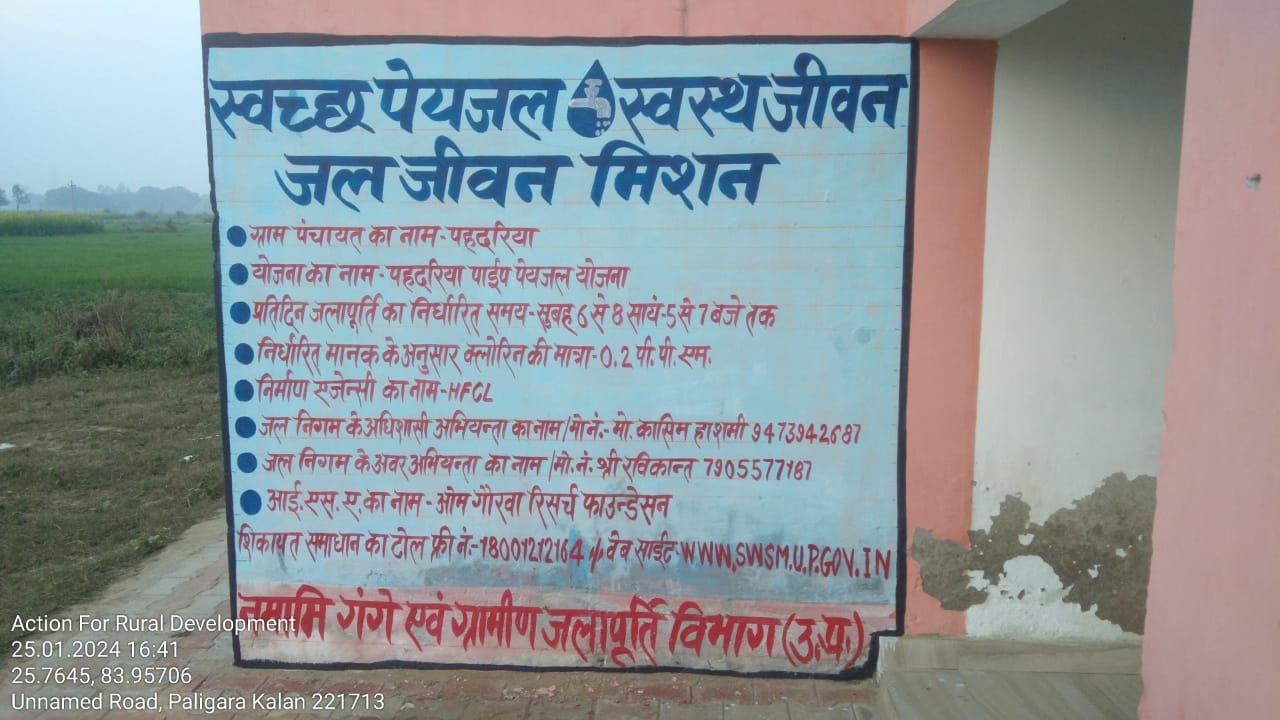 स्वच्छ पेयजल स्वस्थ जीवन
जल जीवन मिशन
ग्राम पंचायत का नाम - पहदरिया
योजना का नाम - पहदरिया पाईप पेयजल योजना
प्रतिदिन जलापूर्ति का निर्धारित समय - सुबह 6 से 8 सायं-5 से 7 बजे तक
निर्धारित मानक के अनुसार क्लोरिन की मात्रा - 0.2 पी. पी. एम.
निर्माण एजेन्सी का नाम - HFCL
जल निगम के अधिशासी अभियन्ता का नाम/मो नं:- मो. कासिम हाशमी 9473942687
जल निगम के अवर अभियन्ता का नाम/मो. नं. श्री रविकान्त 7905577187
आई. एस. ए. का नाम - ओम गौरवा रिसर्च फाउन्डेसन
शिकायत समाधान का टोल फ्री नं:- 18001212164 / वेब साईट- WWW.SWSM.U.P.GOV.IN
नमामि गंगे एवं ग्रामीण जलापूर्ति विभाग (उ. प्र.)
Action For Rural Development
25.01.2024 16:41
25.7645, 83.95706
Unnamed Road, Paligara Kalan 221713